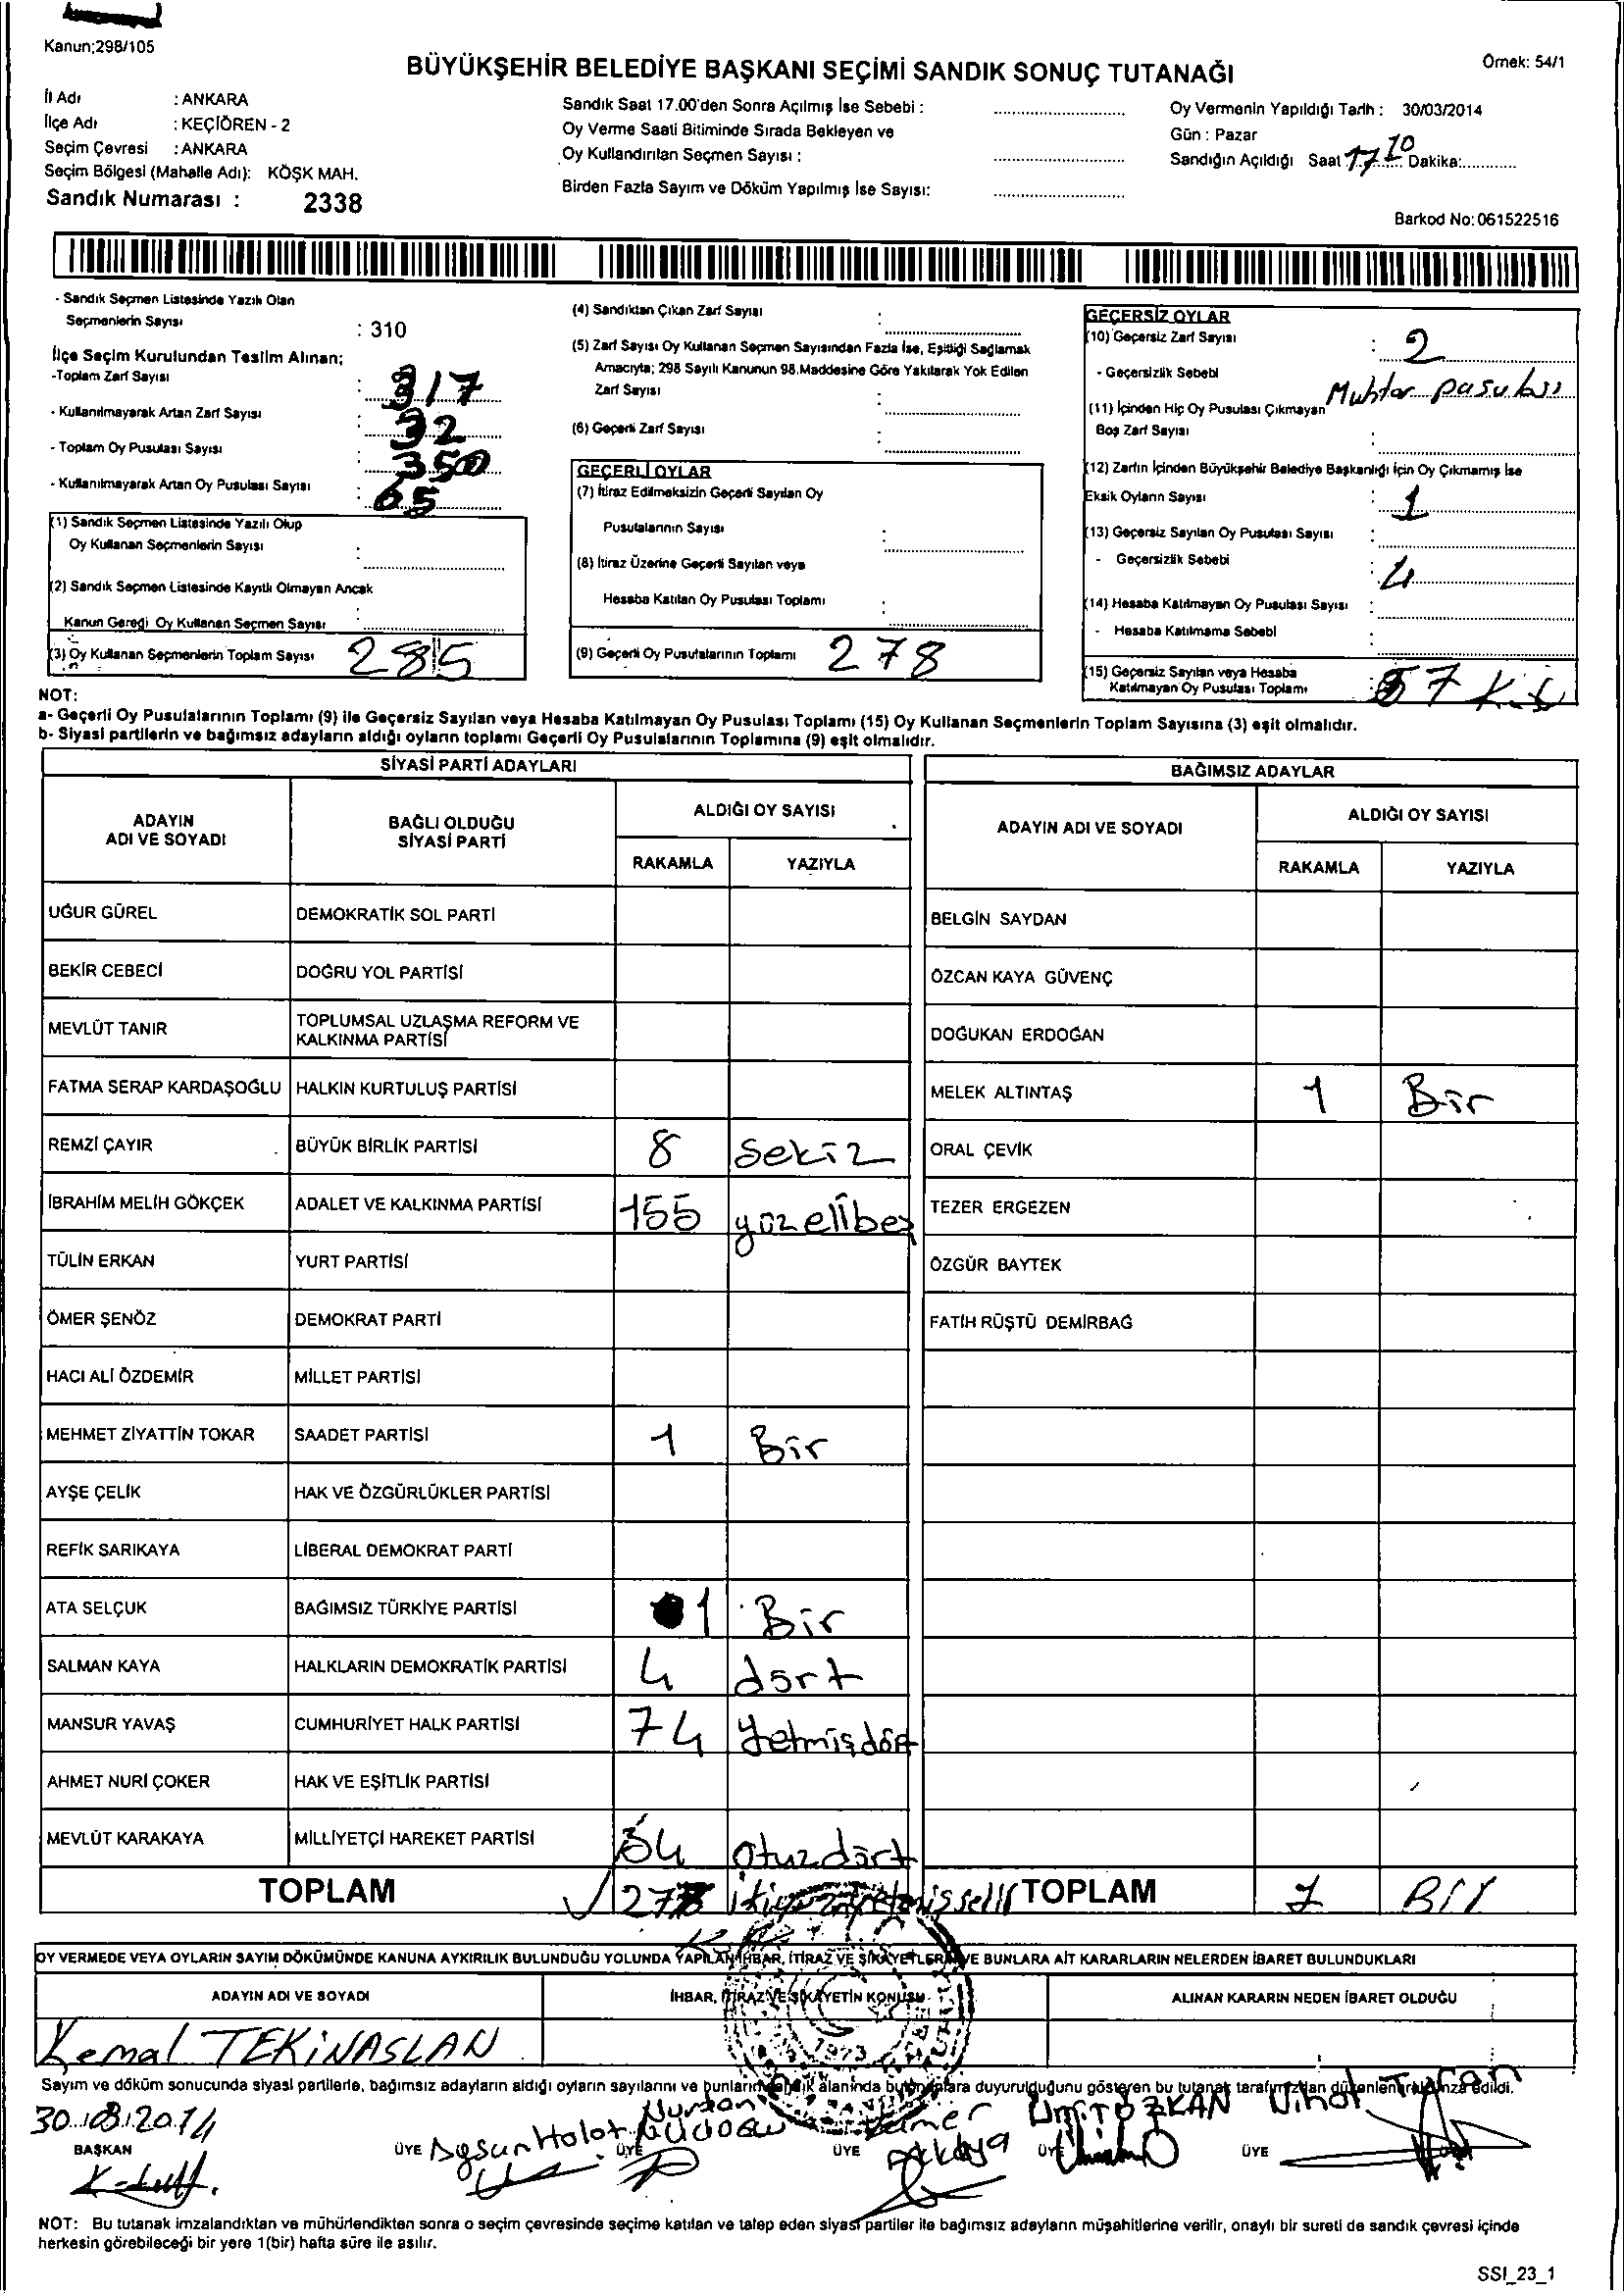 Kanun;298/105
Örnek: 54/1
BÜYÜKŞEHİR BELEDİYE BAŞKANI SEÇİMİ SANDIK SONUÇ TUTANAĞI
İl Adı : ANKARA
İlçe Adı : KEÇİÖREN - 2
Seçim Çevresi : ANKARA
Seçim Bölgesi (Mahalle Adı): KÖŞK MAH.
Sandık Numarası : 2338
Sandık Saat 17.00'den Sonra Açılmış İse Sebebi :
Oy Verme Saati Bitiminde Sırada Bekleyen ve
Oy Kullandırılan Seçmen Sayısı :
Birden Fazla Sayım ve Döküm Yapılmış İse Sayısı:
Oy Vermenin Yapıldığı Tarih : 30/03/2014
Gün : Pazar
Sandığın Açıldığı Saat 17 10 Dakika:
Barkod No: 061522516
- Sandık Seçmen Listesinde Yazılı Olan
Seçmenlerin Sayısı : 310
İlçe Seçim Kurulundan Teslim Alınan;
-Toplam Zarf Sayısı : 317
- Kullanılmayarak Artan Zarf Sayısı : 32
- Toplam Oy Pusulası Sayısı : 350
- Kullanılmayarak Artan Oy Pusulası Sayısı : 65
(1) Sandık Seçmen Listesinde Yazılı Olup
Oy Kullanan Seçmenlerin Sayısı :
(2) Sandık Seçmen Listesinde Kayıtlı Olmayan Ancak
Kanun Geredi Oy Kullanan Seçmen Sayısı :
(3) Oy Kullanan Seçmenlerin Toplam Sayısı : 285
(4) Sandıktan Çıkan Zarf Sayısı :
(5) Zarf Sayısı Oy Kullanan Seçmen Sayısından Fazla İse, Eşitliği Sağlamak
Amacıyla; 298 Sayılı Kanunun 98.Maddesine Göre Yakılarak Yok Edilen
Zarf Sayısı :
(6) Geçerli Zarf Sayısı :
GEÇERLİ OYLAR
(7) İtiraz Edilmeksizin Geçerli Sayılan Oy
Pusulalarının Sayısı :
(8) İtiraz Üzerine Geçerli Sayılan veya
Hesaba Katılan Oy Pusulası Toplamı :
(9) Geçerli Oy Pusulalarının Toplamı : 278
GEÇERSİZ OYLAR
(10) Geçersiz Zarf Sayısı : 2
- Geçersizlik Sebebi Muhtar pusulası
(11) İçinden Hiç Oy Pusulası Çıkmayan
Boş Zarf Sayısı :
(12) Zarfın İçinden Büyükşehir Belediye Başkanlığı İçin Oy Çıkmamış İse
Eksik Oyların Sayısı : 1
(13) Geçersiz Sayılan Oy Pusulası Sayısı :
- Geçersizlik Sebebi : 4
(14) Hesaba Katılmayan Oy Pusulası Sayısı :
- Hesaba Katılmama Sebebi :
(15) Geçersiz Sayılan veya Hesaba
Katılmayan Oy Pusulası Toplamı : 7
NOT:
a- Geçerli Oy Pusulalarının Toplamı (9) ile Geçersiz Sayılan veya Hesaba Katılmayan Oy Pusulası Toplamı (15) Oy Kullanan Seçmenlerin Toplam Sayısına (3) eşit olmalıdır.
b- Siyasi partilerin ve bağımsız adayların aldığı oyların toplamı Geçerli Oy Pusulalarının Toplamına (9) eşit olmalıdır.
SİYASİ PARTİ ADAYLARI
ADAYIN ADI VE SOYADI
BAĞLI OLDUĞU SİYASİ PARTİ
ALDIĞI OY SAYISI
RAKAMLA YAZIYLA
UĞUR GÜREL DEMOKRATİK SOL PARTİ
BEKİR CEBECİ DOĞRU YOL PARTİSİ
MEVLÜT TANIR TOPLUMSAL UZLAŞMA REFORM VE KALKINMA PARTİSİ
FATMA SERAP KARDAŞOĞLU HALKIN KURTULUŞ PARTİSİ
REMZİ ÇAYIR BÜYÜK BİRLİK PARTİSİ 8 sekiz
İBRAHİM MELİH GÖKÇEK ADALET VE KALKINMA PARTİSİ 155 yüzellibeş
TÜLİN ERKAN YURT PARTİSİ
ÖMER ŞENÖZ DEMOKRAT PARTİ
HACI ALİ ÖZDEMİR MİLLET PARTİSİ
MEHMET ZİYATTİN TOKAR SAADET PARTİSİ 1 Bir
AYŞE ÇELİK HAK VE ÖZGÜRLÜKLER PARTİSİ
REFİK SARIKAYA LİBERAL DEMOKRAT PARTİ
ATA SELÇUK BAĞIMSIZ TÜRKİYE PARTİSİ 1 Bir
SALMAN KAYA HALKLARIN DEMOKRATİK PARTİSİ 4 dört
MANSUR YAVAŞ CUMHURİYET HALK PARTİSİ 74 Yetmişdört
AHMET NURİ ÇOKER HAK VE EŞİTLİK PARTİSİ
MEVLÜT KARAKAYA MİLLİYETÇİ HAREKET PARTİSİ 34 otuzdört
TOPLAM
BAĞIMSIZ ADAYLAR
ADAYIN ADI VE SOYADI
ALDIĞI OY SAYISI
RAKAMLA YAZIYLA
BELGİN SAYDAN
ÖZCAN KAYA GÜVENÇ
DOĞUKAN ERDOĞAN
MELEK ALTINTAŞ 1 Bir
ORAL ÇEVİK
TEZER ERGEZEN
ÖZGÜR BAYTEK
FATİH RÜŞTÜ DEMİRBAĞ
TOPLAM 1 Bir
OY VERMEDE VEYA OYLARIN SAYIM DÖKÜMÜNDE KANUNA AYKIRILIK BULUNDUĞU YOLUNDA YAPILAN İHBAR, İTİRAZ VE ŞİKAYETLER VE BUNLARA AİT KARARLARIN NELERDEN İBARET BULUNDUKLARI
ADAYIN ADI VE SOYADI
İHBAR, İTİRAZ VE ŞİKAYETİN KONUSU
ALINAN KARARIN NEDEN İBARET OLDUĞU
Kemal TEKİNASLAN
Sayım ve döküm sonucunda siyasi partilerle, bağımsız adayların aldığı oyların sayılarını ve bunların alanında duyurulduğunu gösteren bu tutanak tarafımızdan düzenlenerek imza edildi.
30.03.2014
BAŞKAN
ÜYE Aysun Holat
ÜYE Nurdan
ÜYE Akkaya
ÜYE Ümit ÖZKAN
ÜYE Nihat
NOT: Bu tutanak imzalandıktan ve mühürlendikten sonra o seçim çevresinde seçime katılan ve talep eden siyasi partiler ile bağımsız adayların müşahitlerine verilir, onaylı bir sureti de sandık çevresi içinde
herkesin görebileceği bir yere 1(bir) hafta süre ile asılır.
SSI_23_1